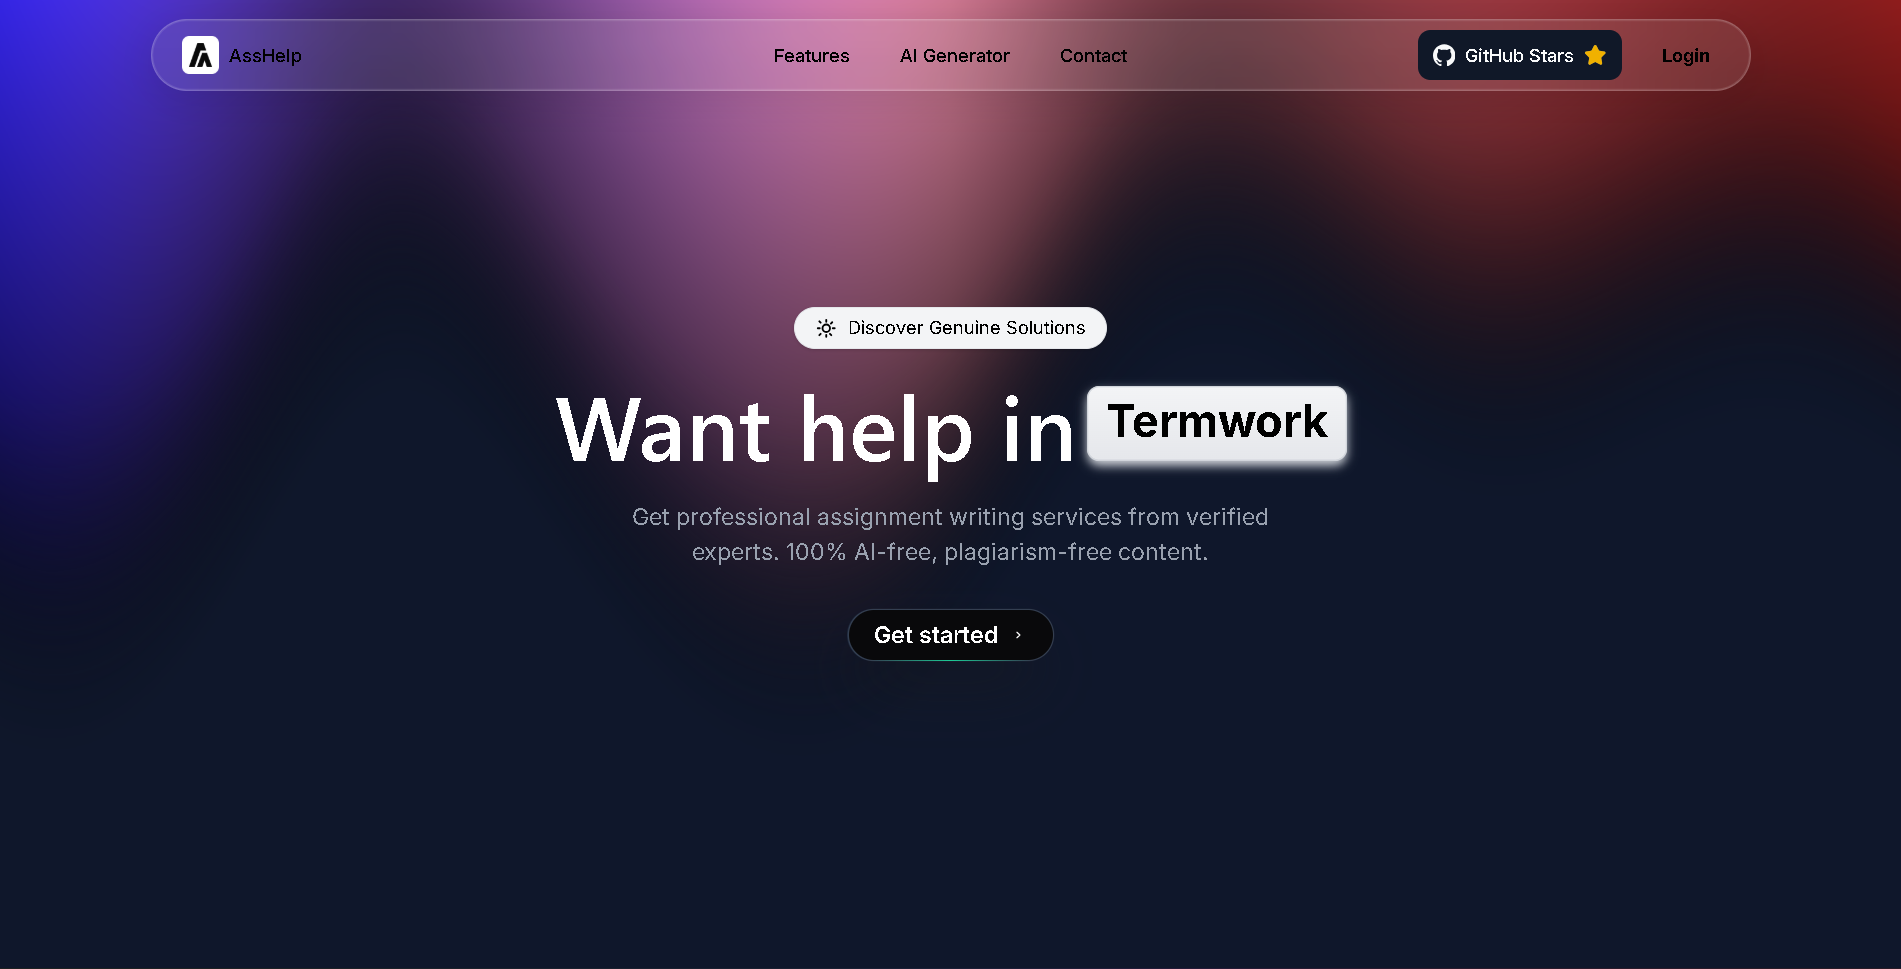 AssHelp
Features
AI Generator
Contact
GitHub Stars
Login
Discover Genuine Solutions
Want help in Termwork
Get professional assignment writing services from verified
experts. 100% AI-free, plagiarism-free content.
Get started